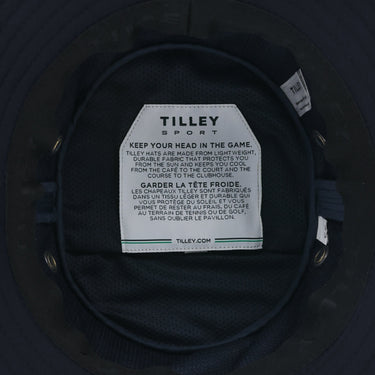 TILLEY
SPORT
KEEP YOUR HEAD IN THE GAME.
TILLEY HATS ARE MADE FROM LIGHTWEIGHT,
DURABLE FABRIC THAT PROTECTS YOU
FROM THE SUN AND KEEPS YOU COOL
FROM THE CAFÉ TO THE COURT AND THE
COURSE TO THE CLUBHOUSE.
GARDER LA TÊTE FROIDE.
LES CHAPEAUX TILLEY SONT FABRIQUÉS
DANS UN TISSU LÉGER ET DURABLE QUI
VOUS PROTÈGE DU SOLEIL ET VOUS
PERMET DE RESTER AU FRAIS, DU CAFÉ
AU TERRAIN DE TENNIS OU DE GOLF,
SANS OUBLIER LE PAVILLON.
TILLEY.COM